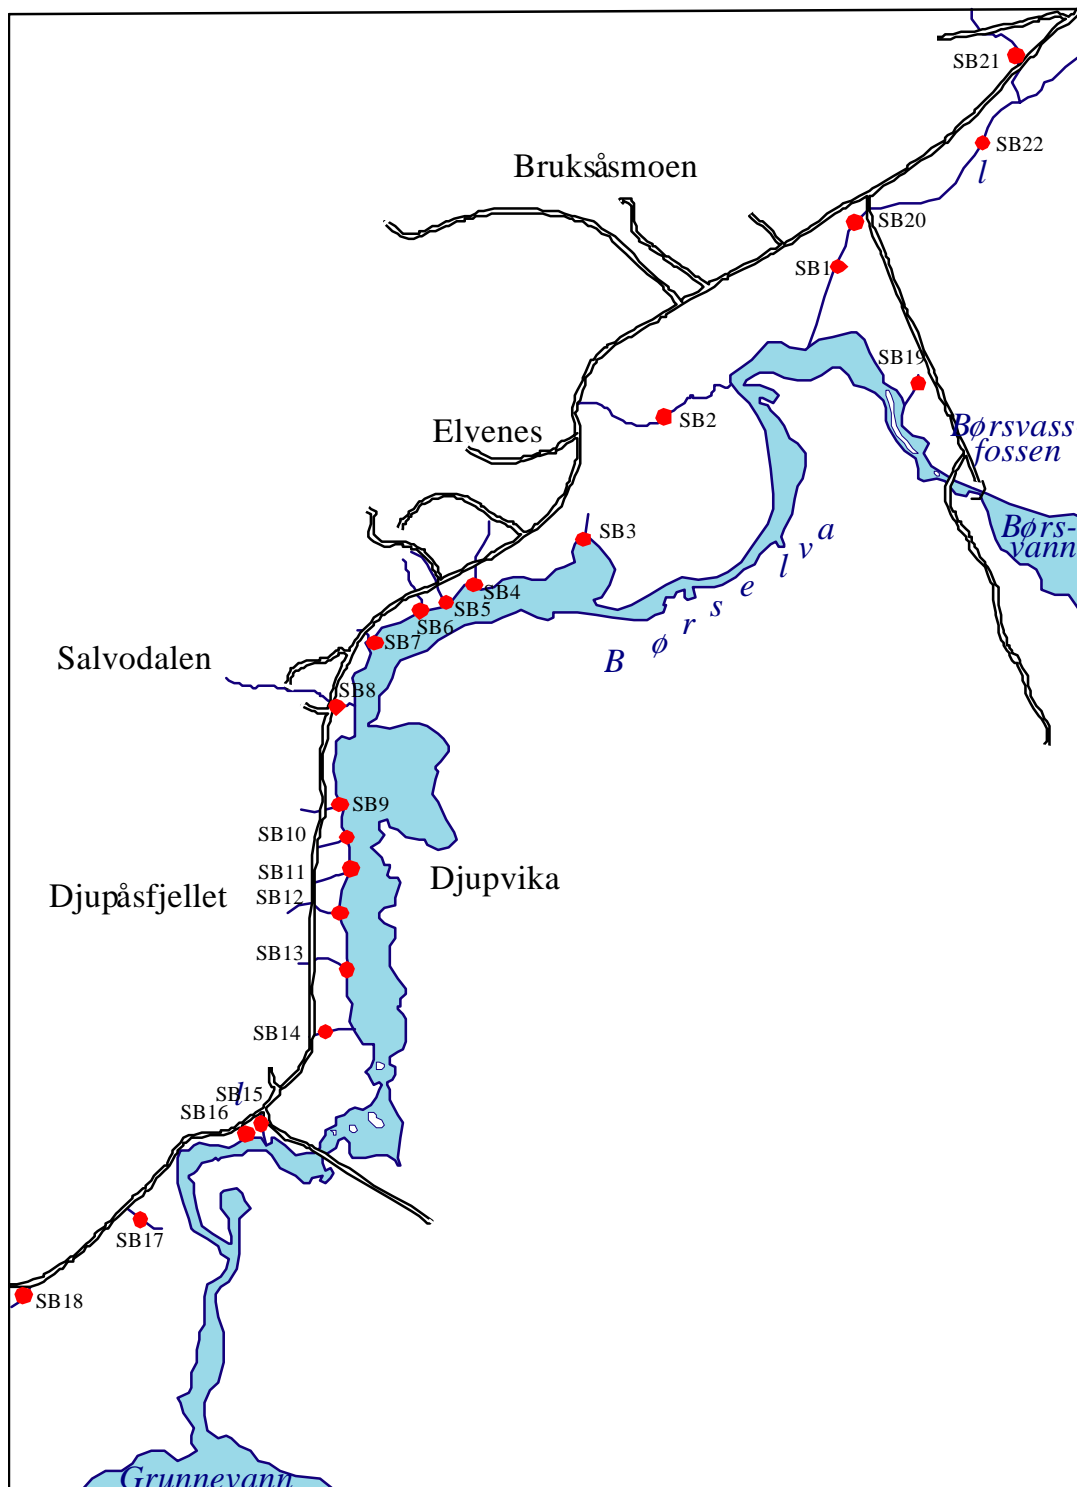 SB21
SB22
l
Bruksåsmoen
SB20
SB1
SB19
Børsvass
fossen
SB2
Elvenes
Børs-
vann
SB3
Børselva
SB4
SB5
SB6
SB7
Salvodalen
SB8
SB9
SB10
SB11
Djupvika
Djupåsfjellet
SB12
SB13
SB14
SB15
l
SB16
SB17
SB18
Grunnevann